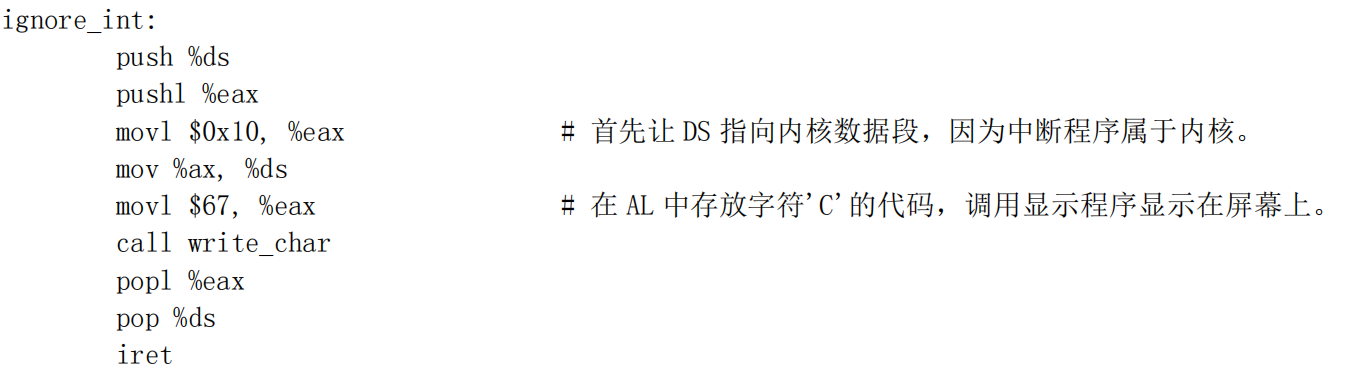 ignore_int:
push %ds
pushl %eax
movl $0x10, %eax # 首先让 DS 指向内核数据段，因为中断程序属于内核。
mov %ax, %ds
movl $67, %eax # 在 AL 中存放字符'C'的代码，调用显示程序显示在屏幕上。
call write_char
popl %eax
pop %ds
iret